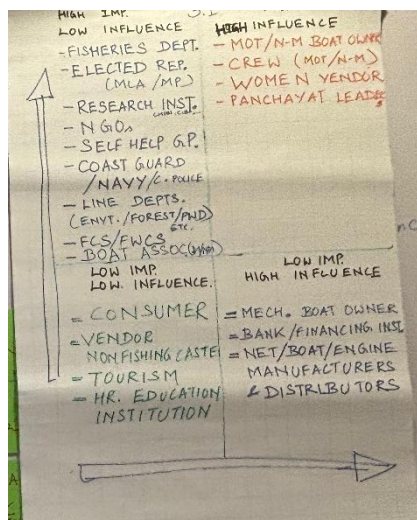 HIGH IMP.
LOW INFLUENCE
- FISHERIES DEPT.
- ELECTED REP.
(MLA/MP)
- RESEARCH INST.
- NGOs
- SELF HELP G.P.
- COAST GUARD
/NAVY/C. POLICE
- LINE DEPTS.
(ENVT./FOREST/PWD)
ETC.
- FCS/FWCS
- BOAT ASSOC
HIGH INFLUENCE
- MOT/N-M BOAT OWNE
- CREW (MOT/N-M)
- WOMEN VENDOR
- PANCHAYAT LEADE
LOW IMP.
LOW. INFLUENCE.
- CONSUMER
- VENDOR
NON FISHING CASTE
- TOURISM
- HR. EDUCATION
INSTITUTION
LOW IMP.
HIGH INFLUENCE
- MECH. BOAT OWNER
- BANK/FINANCING INST.
- NET/BOAT/ENGINE
MANUFACTURERS
& DISTRIBUTORS